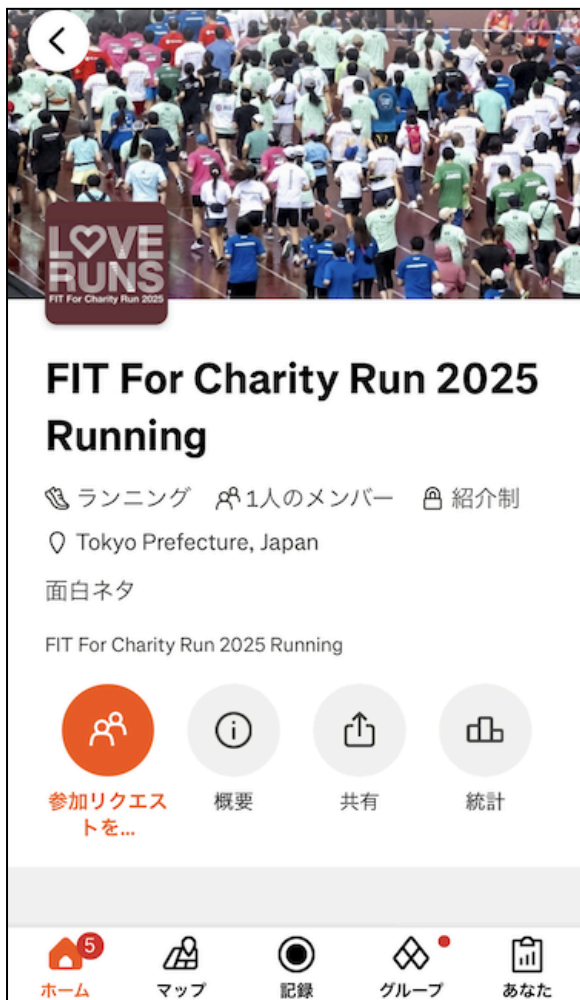 LOVE
RUNS
FIT For Charity Run 2025
FIT For Charity Run 2025
Running
ランニング 1人のメンバー 紹介制
Tokyo Prefecture, Japan
面白ネタ
FIT For Charity Run 2025 Running
参加リクエス
トを...
概要
共有
統計
5
ホーム
マップ
記録
グループ
あなた